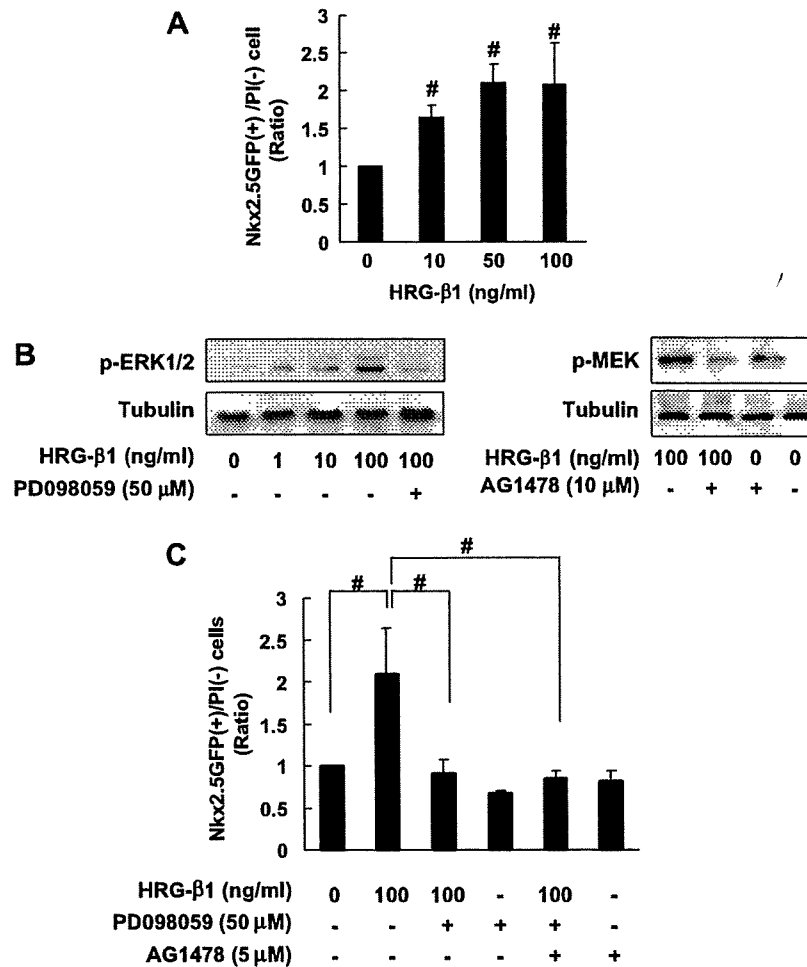 A
Nkx2.5GFP(+) /PI(-) cell
(Ratio)
3
2.5
2
1.5
1
0.5
0
# # #
0 10 50 100
HRG-β1 (ng/ml)
B
p-ERK1/2
Tubulin
HRG-β1 (ng/ml) 0 1 10 100 100
PD098059 (50 μM) - - - - +
p-MEK
Tubulin
HRG-β1 (ng/ml) 100 100 0 0
AG1478 (10 μM) - + + -
C
#
# #
Nkx2.5GFP(+)/PI(-) cells
(Ratio)
3
2.5
2
1.5
1
0.5
0
HRG-β1 (ng/ml) 0 100 100 - 100 -
PD098059 (50 μM) - - + + + -
AG1478 (5 μM) - - - - + +